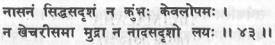 नासनं सिद्धसदृशं न कुम्भः केवलोपमः।
न खेचरीसमा मुद्रा न नादसदृशो लयः।।४३।।